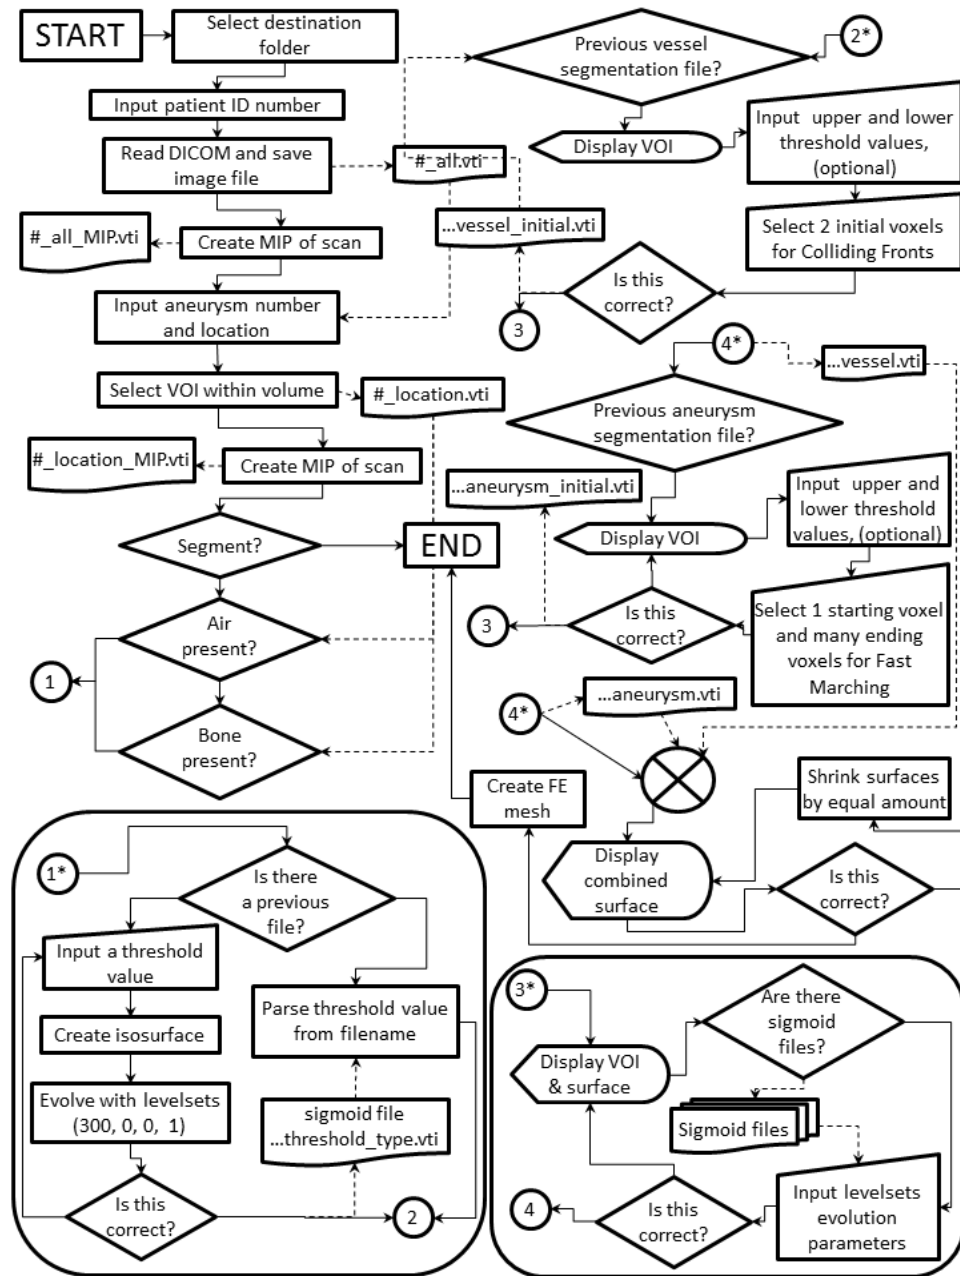 START
Select destination
folder
Input patient ID number
Read DICOM and save
image file
#_all.vti
#_all_MIP.vti
Create MIP of scan
Input aneurysm number
and location
Select VOI within volume
#_location.vti
#_location_MIP.vti
Create MIP of scan
Segment?
END
Air
present?
1
Bone
present?
Previous vessel
segmentation file?
2*
Display VOI
Input upper and lower
threshold values,
(optional)
...vessel_initial.vti
Select 2 initial voxels
for Colliding Fronts
Is this
correct?
3
4*
...vessel.vti
Previous aneurysm
segmentation file?
...aneurysm_initial.vti
Input upper and
lower threshold
values, (optional)
Display VOI
3
Is this
correct?
Select 1 starting voxel
and many ending
voxels for Fast
Marching
4*
...aneurysm.vti
Create FE
mesh
Shrink surfaces
by equal amount
Display
combined
surface
Is this
correct?
1*
Is there
a previous
file?
Input a threshold
value
Create isosurface
Parse threshold value
from filename
Evolve with levelsets
(300, 0, 0, 1)
sigmoid file
...threshold_type.vti
Is this
correct?
2
3*
Are there
sigmoid
files?
Display VOI
& surface
Sigmoid files
4
Is this
correct?
Input levelsets
evolution
parameters